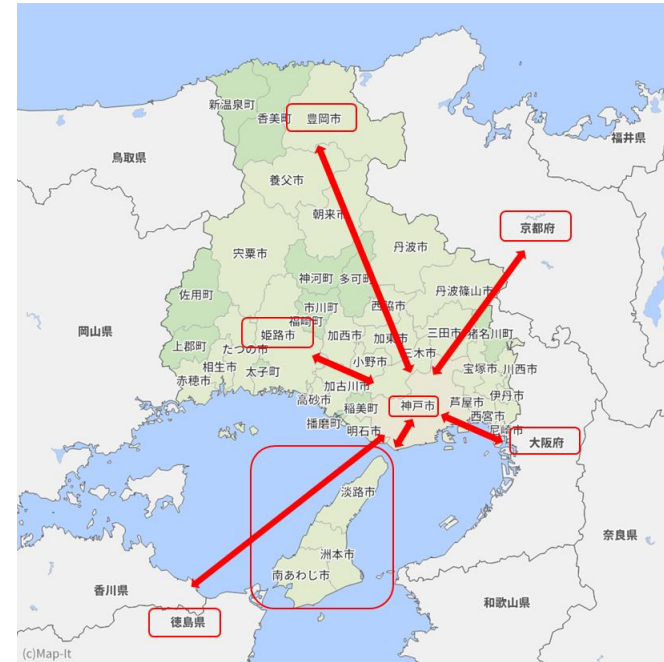 新温泉町
香美町
豊岡市
鳥取県
福井県
養父市
朝来市
京都府
宍粟市
丹波市
神河町
多可町
佐用町
丹波篠山市
市川町
西脇市
岡山県
福崎町
姫路市
加西市
加東市
三田市
猪名川町
上郡町
たつの市
小野市
三木市
相生市
太子町
宝塚市
川西市
赤穂市
加古川市
伊丹市
高砂市
稲美町
神戸市
芦屋市
西宮市
播磨町
明石市
尼崎市
大阪府
淡路市
奈良県
洲本市
南あわじ市
香川県
和歌山県
徳島県
(c)Map-It